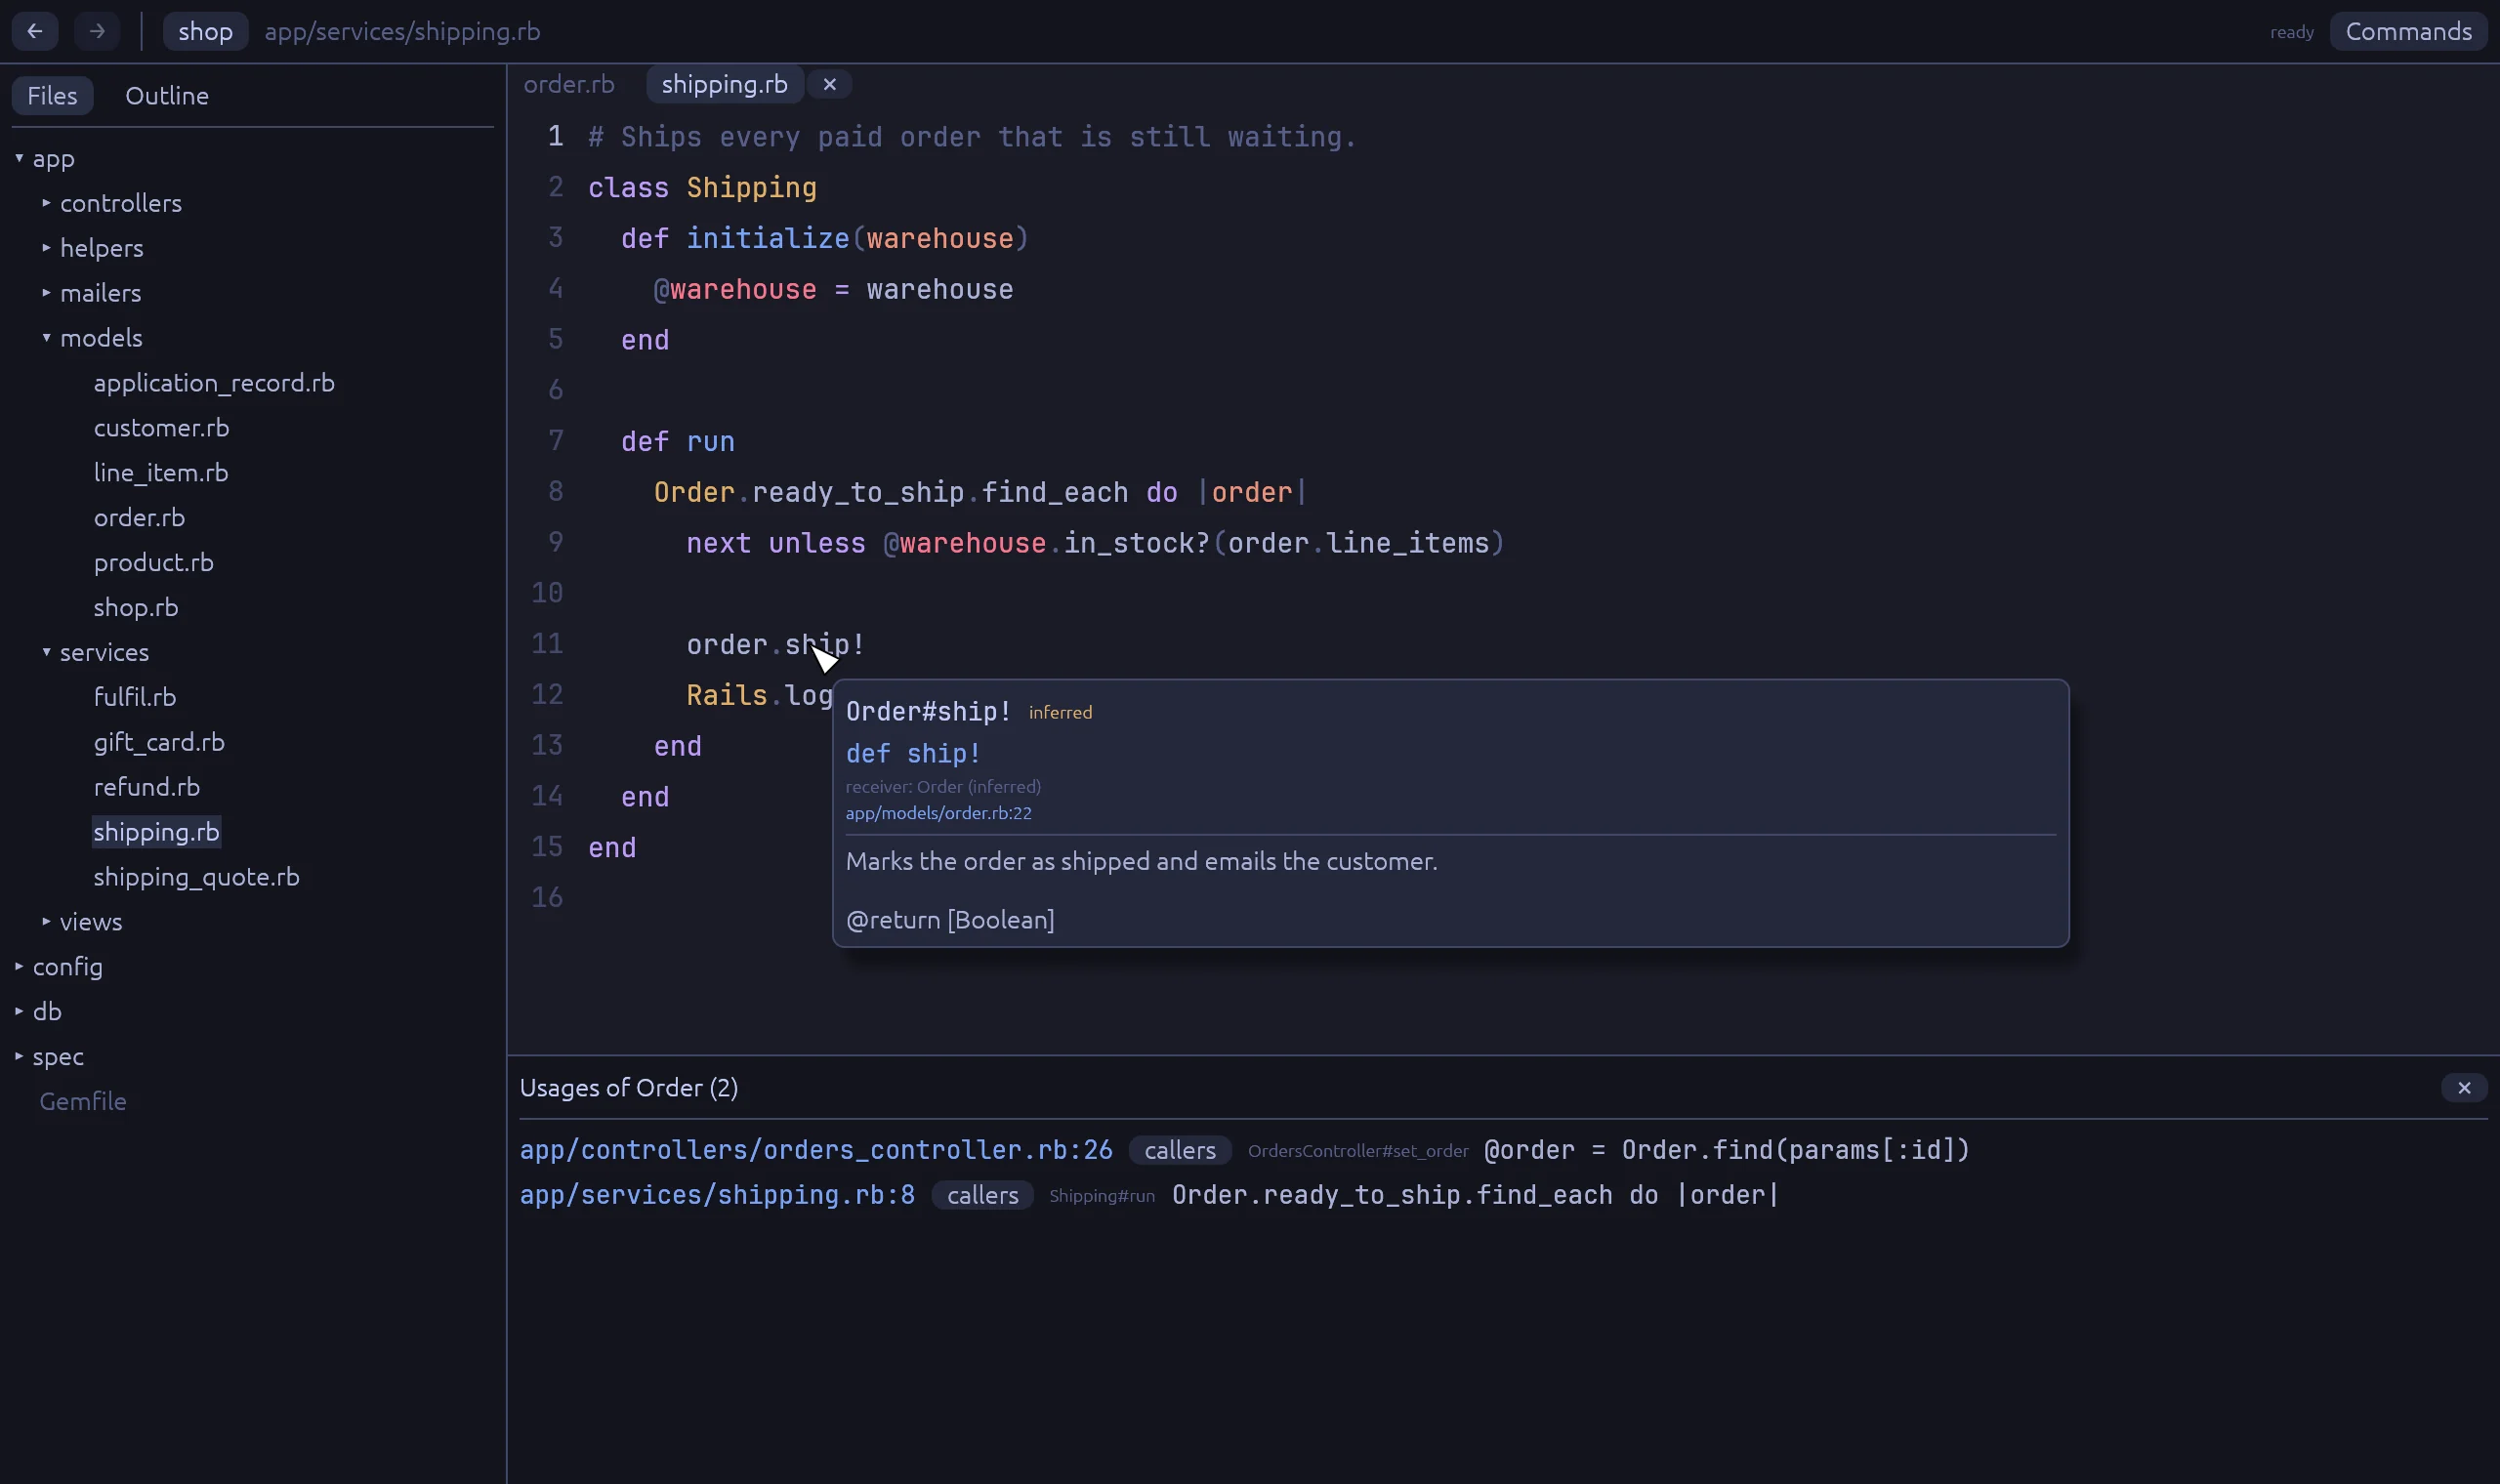 ← → shop app/services/shipping.rb ready Commands
Files Outline
▾ app
▸ controllers
▸ helpers
▸ mailers
▾ models
application_record.rb
customer.rb
line_item.rb
order.rb
product.rb
shop.rb
▾ services
fulfil.rb
gift_card.rb
refund.rb
shipping.rb
shipping_quote.rb
▸ views
▸ config
▸ db
▸ spec
Gemfile
order.rb shipping.rb ×
1 # Ships every paid order that is still waiting.
2 class Shipping
3   def initialize(warehouse)
4     @warehouse = warehouse
5   end
6
7   def run
8     Order.ready_to_ship.find_each do |order|
9       next unless @warehouse.in_stock?(order.line_items)
10
11       order.ship!
12       Rails.log
13     end
14   end
15 end
16
Order#ship! inferred
def ship!
receiver: Order (inferred)
app/models/order.rb:22
Marks the order as shipped and emails the customer.
@return [Boolean]
Usages of Order (2) ×
app/controllers/orders_controller.rb:26 callers OrdersController#set_order @order = Order.find(params[:id])
app/services/shipping.rb:8 callers Shipping#run Order.ready_to_ship.find_each do |order|